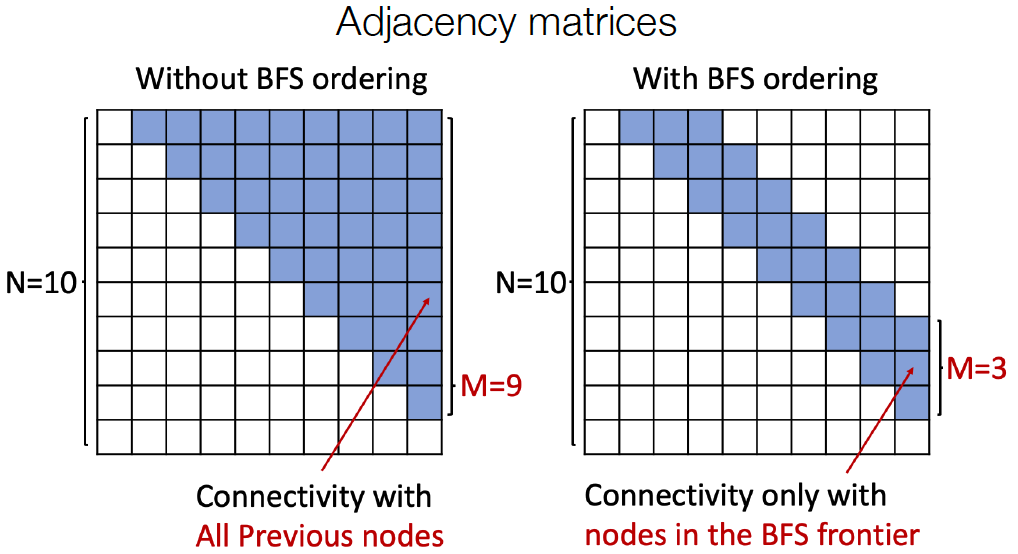 Adjacency matrices
Without BFS ordering
With BFS ordering
N=10
M=9
N=10
M=3
Connectivity with
All Previous nodes
Connectivity only with
nodes in the BFS frontier